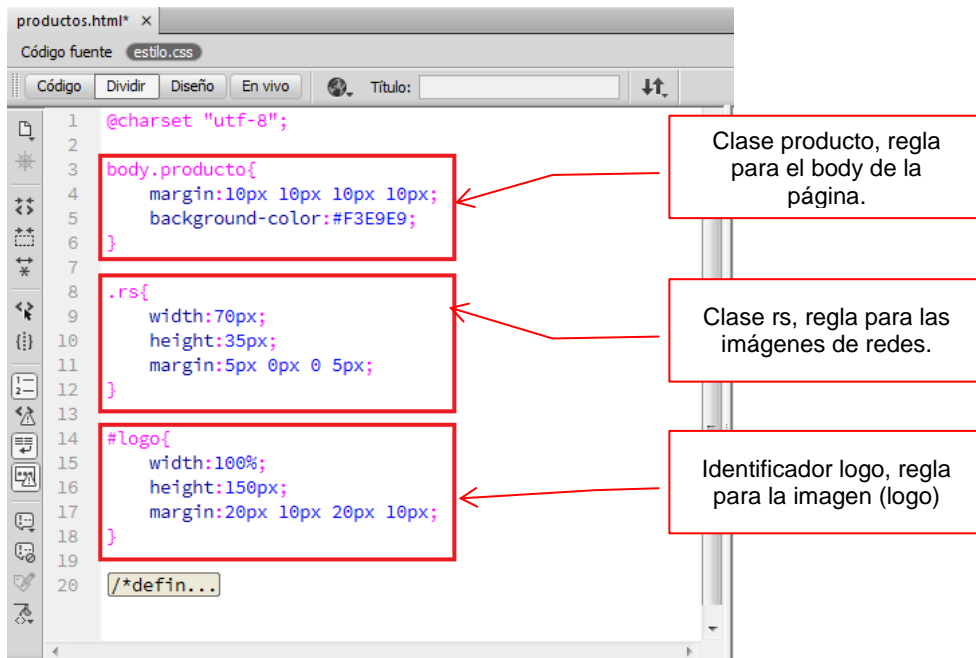 productos.html* ×
Código fuente estilo.css
Código Dividir Diseño En vivo Título:
1 @charset "utf-8";
2
3 body.producto{
4 margin:10px 10px 10px 10px;
5 background-color:#F3E9E9;
6 }
7
8 .rs{
9 width:70px;
10 height:35px;
11 margin:5px 0px 0 5px;
12 }
13
14 #logo{
15 width:100%;
16 height:150px;
17 margin:20px 10px 20px 10px;
18 }
19
20 /*defin...
Clase producto, regla
para el body de la
página.
Clase rs, regla para las
imágenes de redes.
Identificador logo, regla
para la imagen (logo)